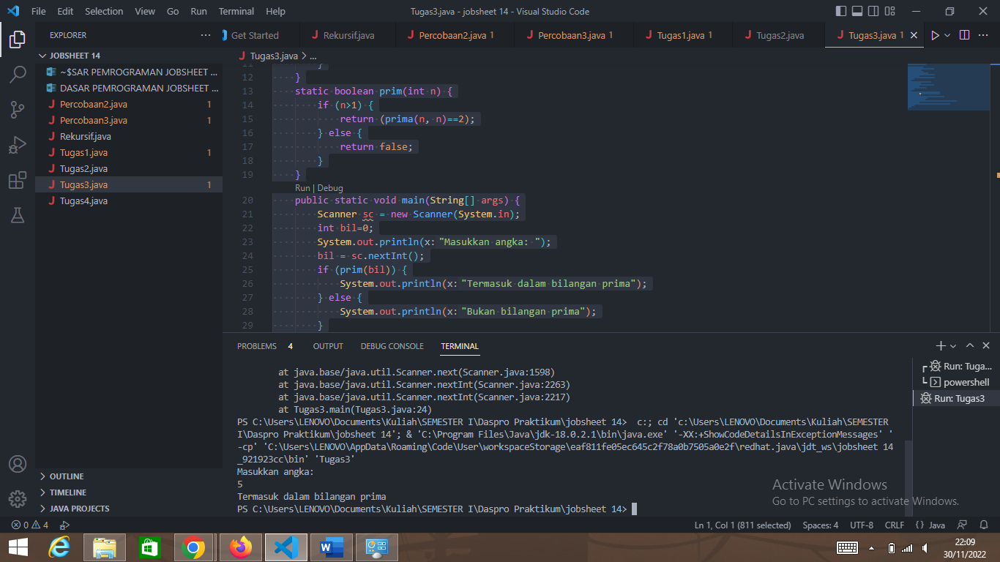 File Edit Selection View Go Run Terminal Help
Tugas3.java - jobsheet 14 - Visual Studio Code
EXPLORER
Get Started
Rekursif.java
Percobaan2.java 1
Percobaan3.java 1
Tugas1.java 1
Tugas2.java
Tugas3.java 1
JOBSHEET 14
~$SAR PEMROGRAMAN JOBSHEET ...
DASAR PEMROGRAMAN JOBSHEET ...
Percobaan2.java 1
Percobaan3.java 1
Rekursif.java
Tugas1.java 1
Tugas2.java
Tugas3.java 1
Tugas4.java
OUTLINE
TIMELINE
JAVA PROJECTS
Tugas3.java > ...
11 }
12 }
13 static boolean prim(int n) {
14 if (n>1) {
15 return (prima(n, n)==2);
16 } else {
17 return false;
18 }
19 }
Run | Debug
20 public static void main(String[] args) {
21 Scanner sc = new Scanner(System.in);
22 int bil=0;
23 System.out.println(x: "Masukkan angka: ");
24 bil = sc.nextInt();
25 if (prim(bil)) {
26 System.out.println(x: "Termasuk dalam bilangan prima");
27 } else {
28 System.out.println(x: "Bukan bilangan prima");
29 }
PROBLEMS 4 OUTPUT DEBUG CONSOLE TERMINAL
at java.base/java.util.Scanner.next(Scanner.java:1598)
at java.base/java.util.Scanner.nextInt(Scanner.java:2263)
at java.base/java.util.Scanner.nextInt(Scanner.java:2217)
at Tugas3.main(Tugas3.java:24)
PS C:\Users\LENOVO\Documents\Kuliah\SEMESTER I\Daspro Praktikum\jobsheet 14> c:; cd 'c:\Users\LENOVO\Documents\Kuliah\SEMESTER
I\Daspro Praktikum\jobsheet 14'; & 'C:\Program Files\Java\jdk-18.0.2.1\bin\java.exe' '-XX:+ShowCodeDetailsInExceptionMessages' '
-cp' 'C:\Users\LENOVO\AppData\Roaming\Code\User\workspaceStorage\eaf811fe05ec645c2f78a0b7505a0e2f\redhat.java\jdt_ws\jobsheet 14
_921923cc\bin' 'Tugas3'
Masukkan angka:
5
Termasuk dalam bilangan prima
PS C:\Users\LENOVO\Documents\Kuliah\SEMESTER I\Daspro Praktikum\jobsheet 14>
Run: Tuga...
powershell
Run: Tugas3
Activate Windows
Go to PC settings to activate Windows.
0 4
Ln 1, Col 1 (811 selected) Spaces: 4 UTF-8 CRLF {} Java
22:09
30/11/2022